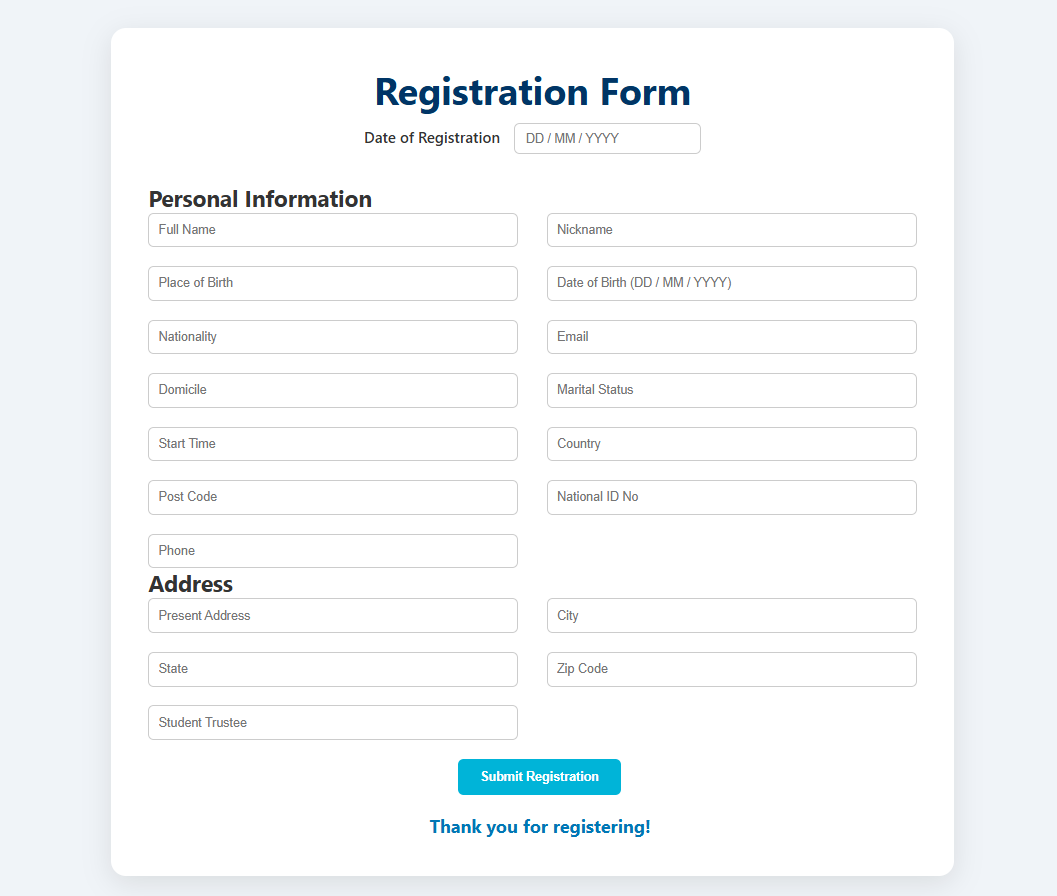 Registration Form
Date of Registration DD / MM / YYYY
Personal Information
Full Name Nickname
Place of Birth Date of Birth (DD / MM / YYYY)
Nationality Email
Domicile Marital Status
Start Time Country
Post Code National ID No
Phone
Address
Present Address City
State Zip Code
Student Trustee
Submit Registration
Thank you for registering!